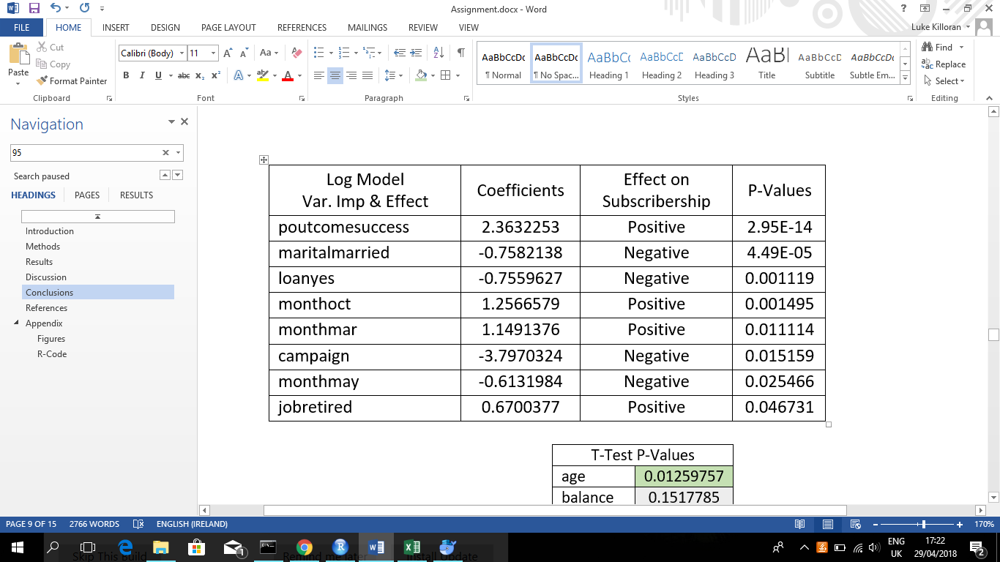 Assignment.docx - Word
?
FILE HOME INSERT DESIGN PAGE LAYOUT REFERENCES MAILINGS REVIEW VIEW
Luke Killoran
Paste
Cut
Copy
Format Painter
Clipboard
Calibri (Body) 11
A A Aa
B I U abc x₂ x² A ab A
Font
Paragraph
AaBbCcDc AaBbCcDc AaBbC AaBbCcE AaBbCcD AaBl AaBbCcD AaBbCcDc
¶ Normal ¶ No Spac... Heading 1 Heading 2 Heading 3 Title Subtitle Subtle Em...
Styles
Find
Replace
Select
Editing
Navigation
95
Search paused
HEADINGS PAGES RESULTS
Introduction
Methods
Results
Discussion
Conclusions
References
Appendix
Figures
R-Code
Log Model
Var. Imp & Effect
Coefficients
Effect on
Subscribership
P-Values
poutcomesuccess 2.3632253 Positive 2.95E-14
maritalmarried -0.7582138 Negative 4.49E-05
loanyes -0.7559627 Negative 0.001119
monthoct 1.2566579 Positive 0.001495
monthmar 1.1491376 Positive 0.011114
campaign -3.7970324 Negative 0.015159
monthmay -0.6131984 Negative 0.025466
jobretired 0.6700377 Positive 0.046731
T-Test P-Values
age 0.01259757
balance 0.1517785
PAGE 9 OF 15 2766 WORDS ENGLISH (IRELAND)
170%
Skip This Build Remind me later Install Update
1
ENG
UK
17:22
29/04/2018
2